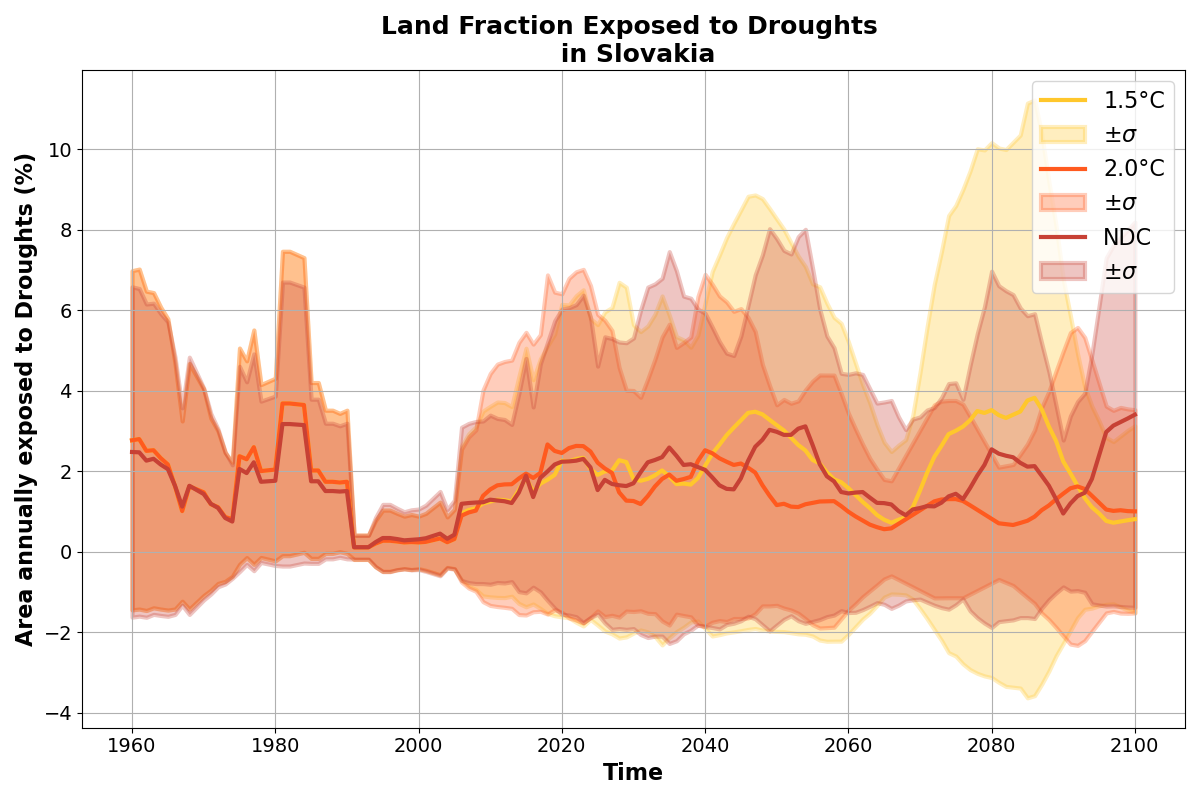 Land Fraction Exposed to Droughts
in Slovakia
Area annually exposed to Droughts (%)
10
8
6
4
2
0
−2
−4
1.5°C
±σ
2.0°C
±σ
NDC
±σ
1960 1980 2000 2020 2040 2060 2080 2100
Time